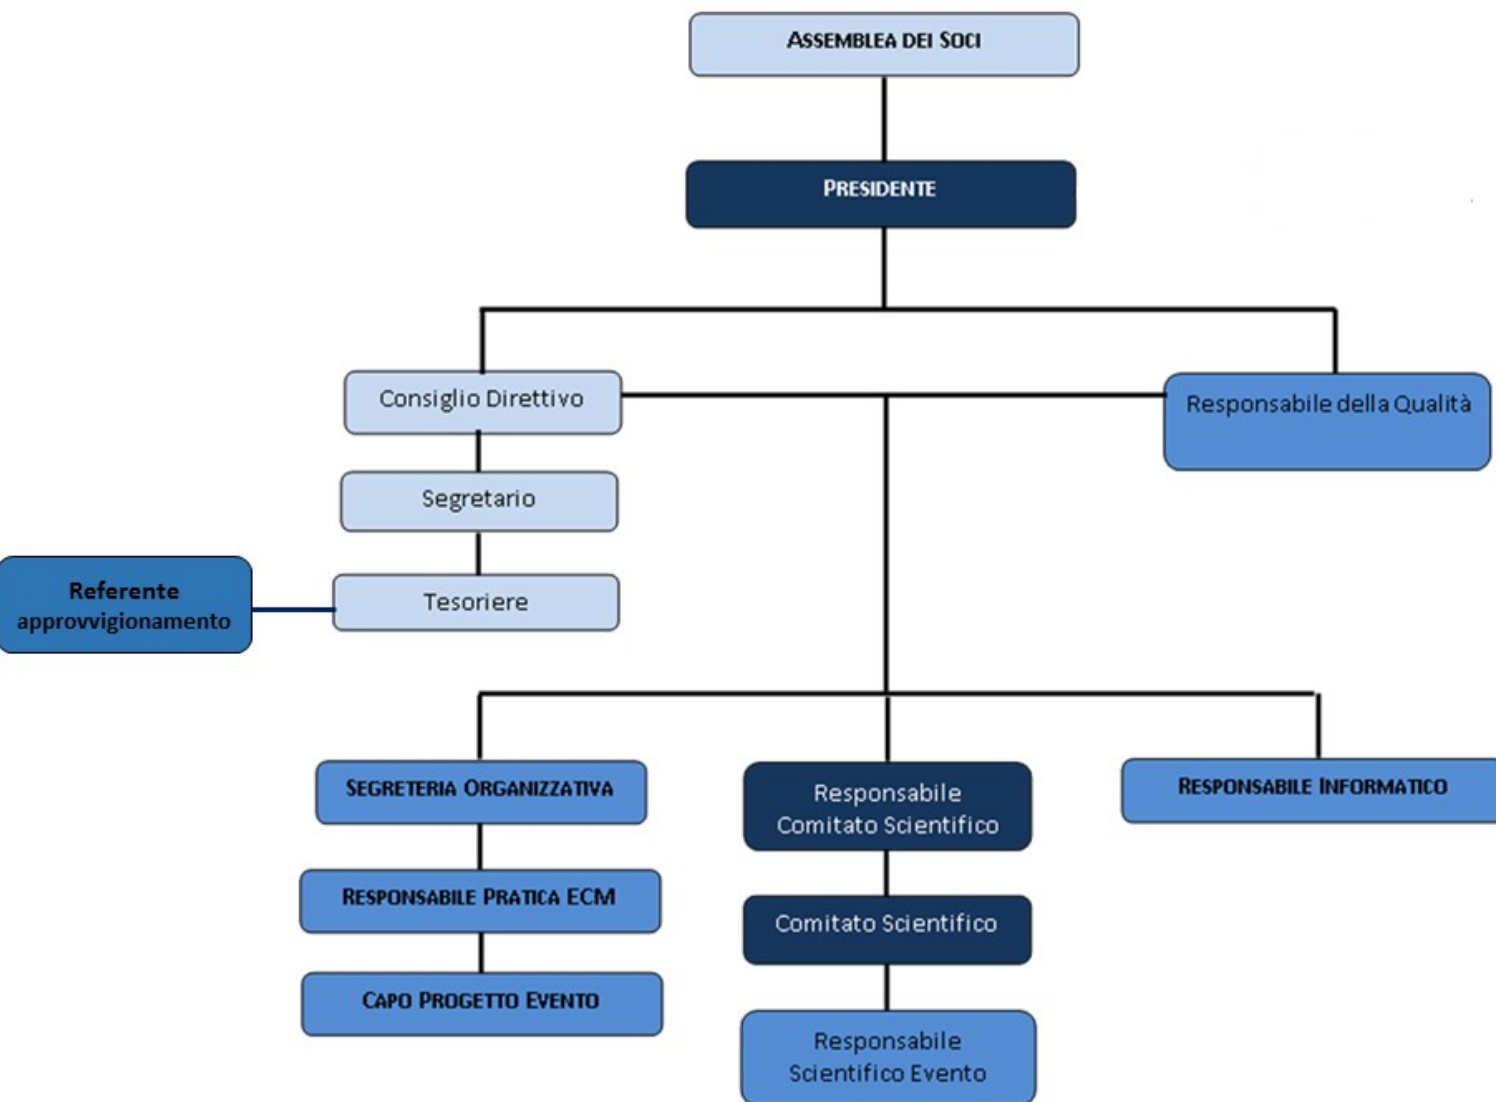 ASSEMBLEA DEI SOCI
PRESIDENTE
Consiglio Direttivo
Responsabile della Qualità
Segretario
Tesoriere
Referente
approvvigionamento
SEGRETERIA ORGANIZZATIVA
Responsabile
Comitato Scientifico
RESPONSABILE INFORMATICO
RESPONSABILE PRATICA ECM
Comitato Scientifico
CAPO PROGETTO EVENTO
Responsabile
Scientifico Evento